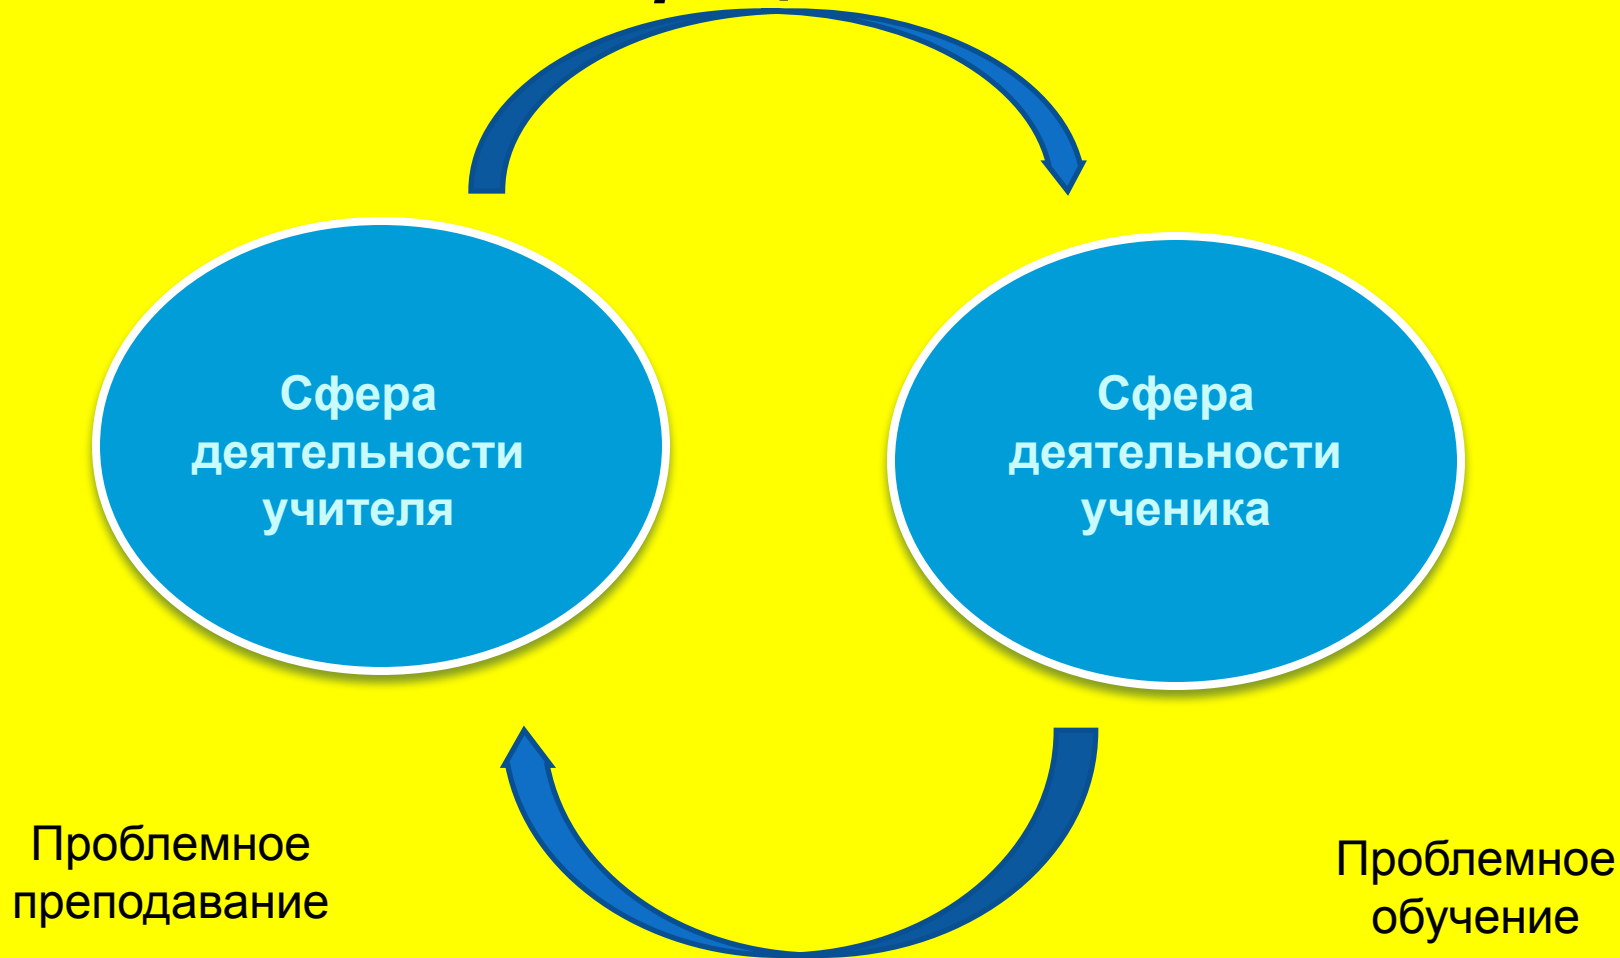 Сфера
деятельности
учителя
Сфера
деятельности
ученика
Проблемное
преподавание
Проблемное
обучение